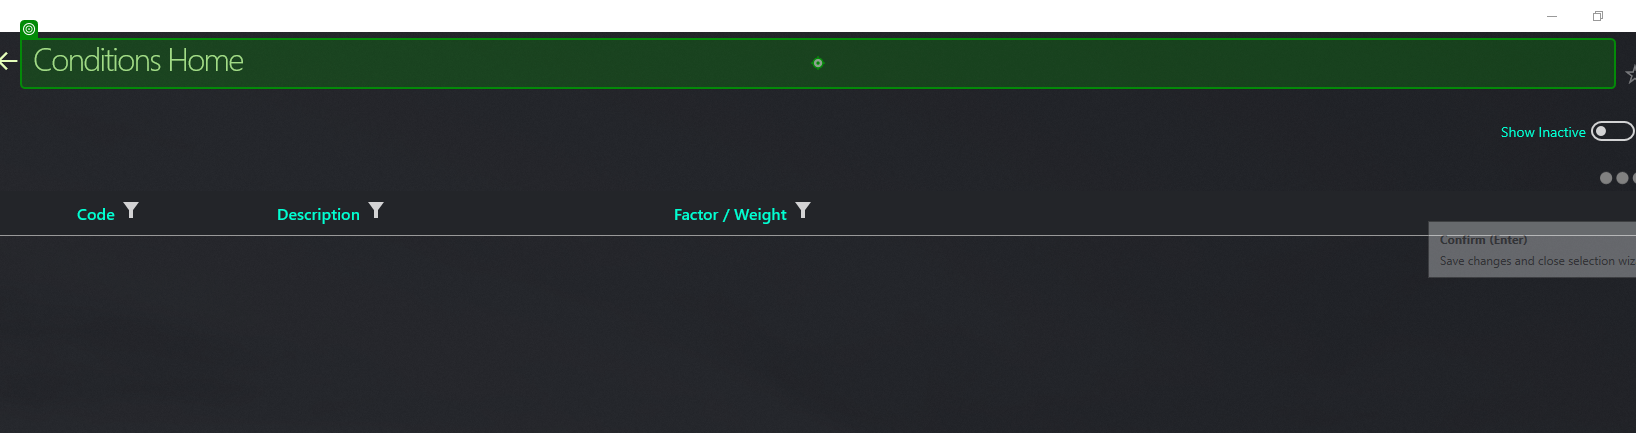 Conditions Home
Show Inactive
Code Description Factor / Weight
Confirm (Enter)
Save changes and close selection wiz